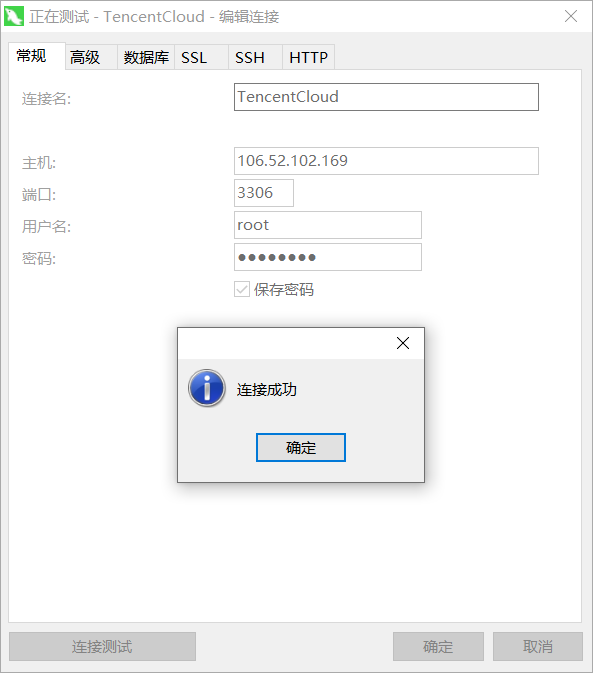 正在测试 - TencentCloud - 编辑连接
常规 高级 数据库 SSL SSH HTTP
连接名: TencentCloud
主机: 106.52.102.169
端口: 3306
用户名: root
密码: ●●●●●●●●
保存密码
连接成功
确定
连接测试 确定 取消